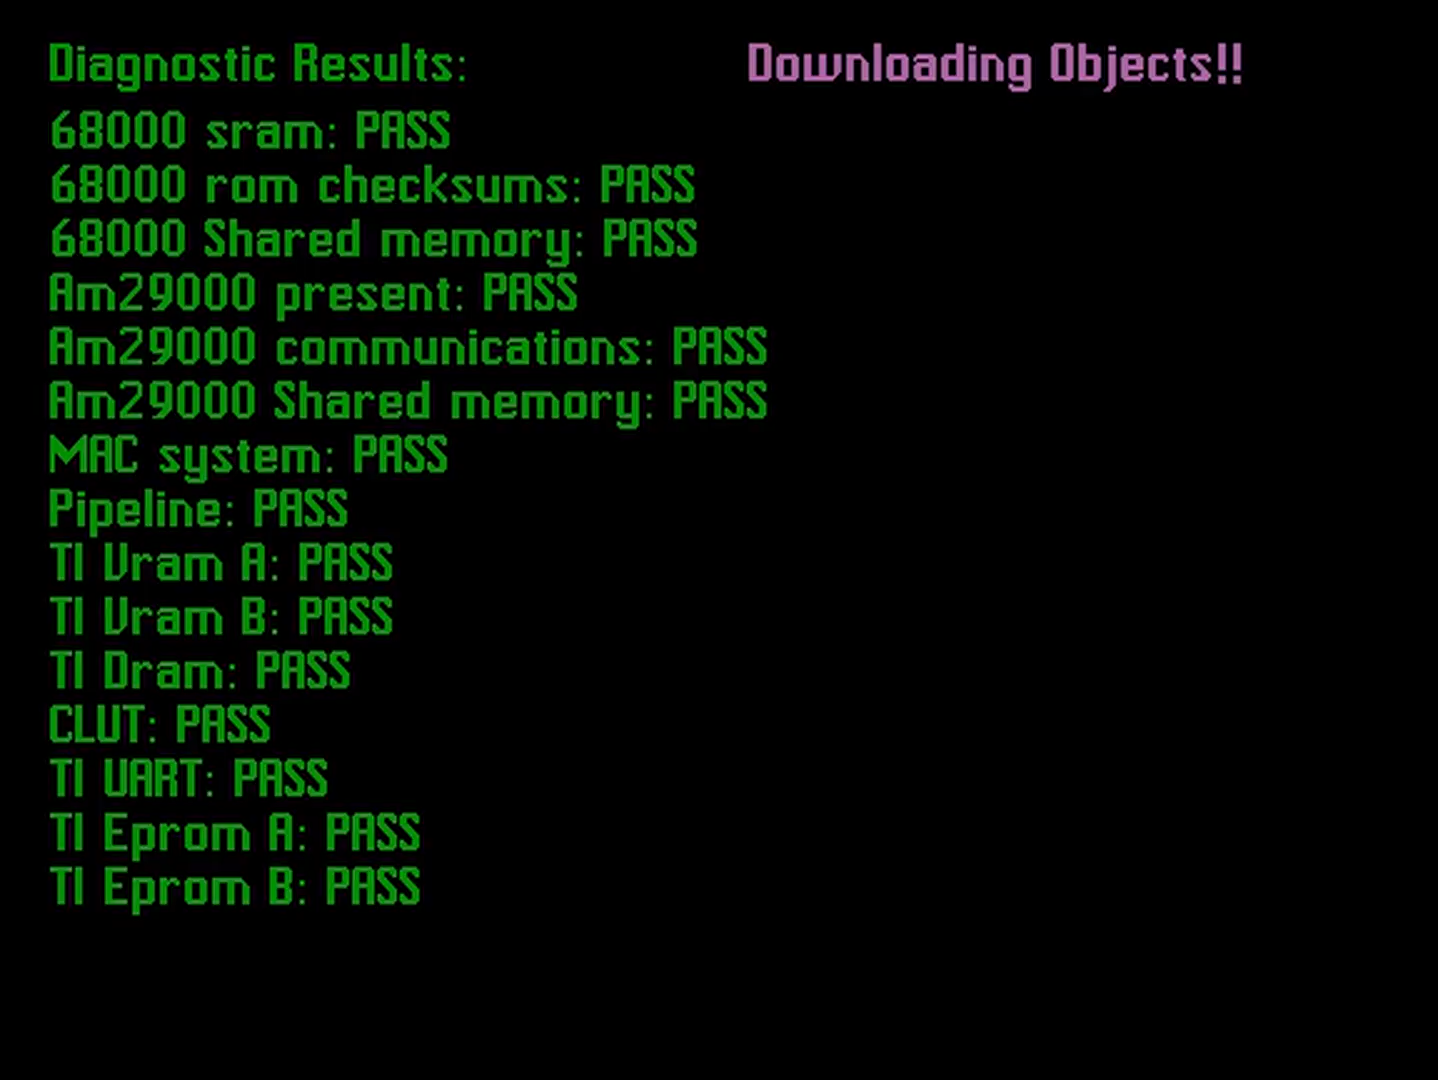 Diagnostic Results:
Downloading Objects!!
68000 sram: PASS
68000 rom checksums: PASS
68000 Shared memory: PASS
Am29000 present: PASS
Am29000 communications: PASS
Am29000 Shared memory: PASS
MAC system: PASS
Pipeline: PASS
TI Vram A: PASS
TI Vram B: PASS
TI Dram: PASS
CLUT: PASS
TI UART: PASS
TI Eprom A: PASS
TI Eprom B: PASS